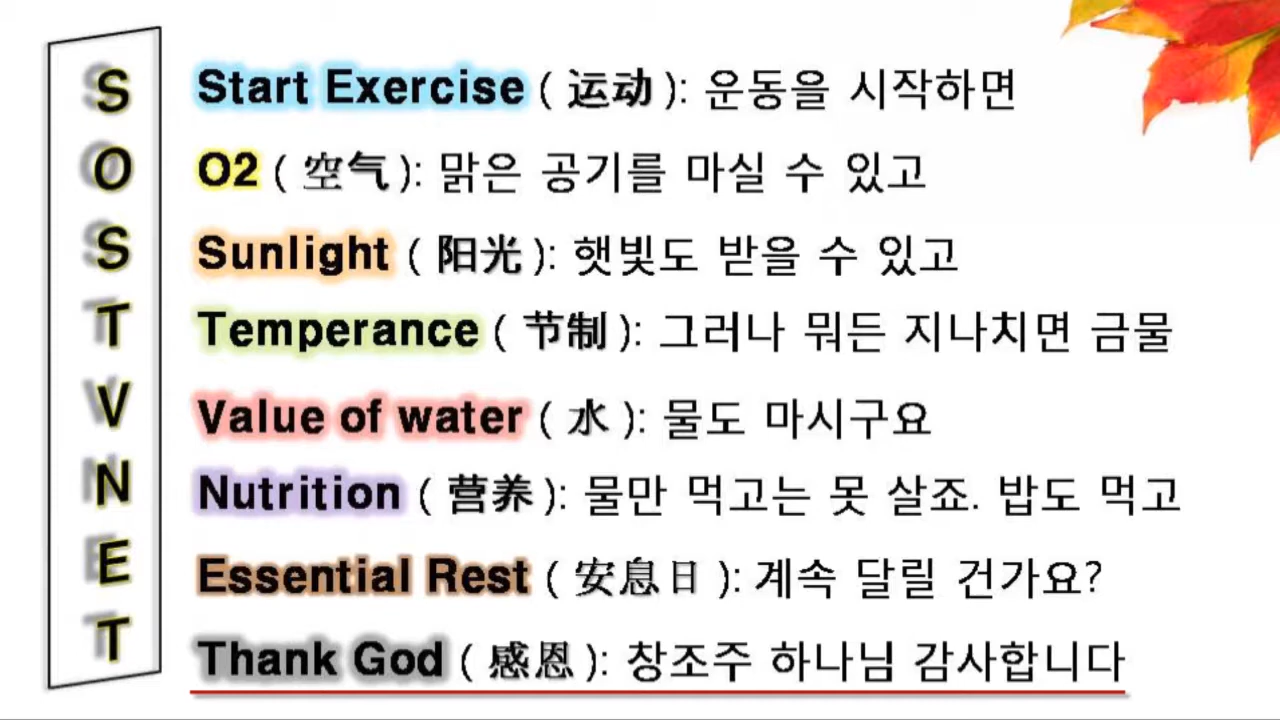 S
O
S
T
V
N
E
T
Start Exercise ( 运动 ): 운동을 시작하면
O2 ( 空气 ): 맑은 공기를 마실 수 있고
Sunlight ( 阳光 ): 햇빛도 받을 수 있고
Temperance ( 节制 ): 그러나 뭐든 지나치면 금물
Value of water ( 水 ): 물도 마시구요
Nutrition ( 营养 ): 물만 먹고는 못 살죠. 밥도 먹고
Essential Rest ( 安息日 ): 계속 달릴 건가요?
Thank God ( 感恩 ): 창조주 하나님 감사합니다